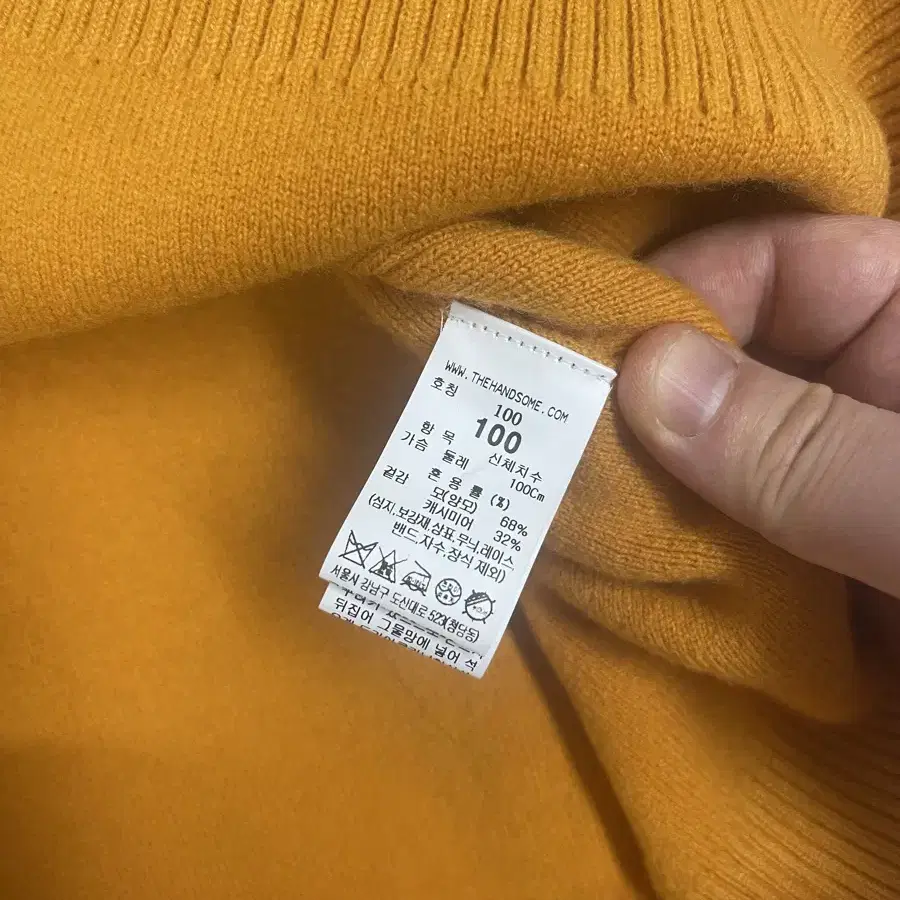 WWW.THEHANDSOME.COM
호칭
100
100
항 목 신체치수
가슴 둘레 100Cm
겉감 혼 용 률 (%)
모(양모) 68%
캐시미어 32%
(심지,보강재,상표,무늬,레이스
밴드,자수,장식 제외)
서울시 강남구 도산대로 523(청담동)
뒤집어 그물망에 넣어 석